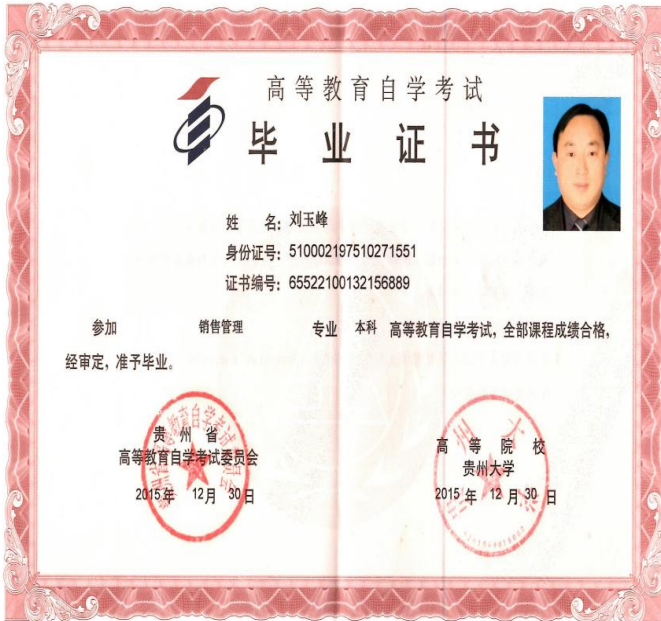 高等教育自学考试
毕业证书
姓 名：刘玉峰
身份证号：510002197510271551
证书编号：65522100132156889
参加 销售管理 专业 本科 高等教育自学考试，全部课程成绩合格，
经审定，准予毕业。
贵州省
高等教育自学考试委员会
2015年 12月 30日
高等院校
贵州大学
2015年 12月 30日